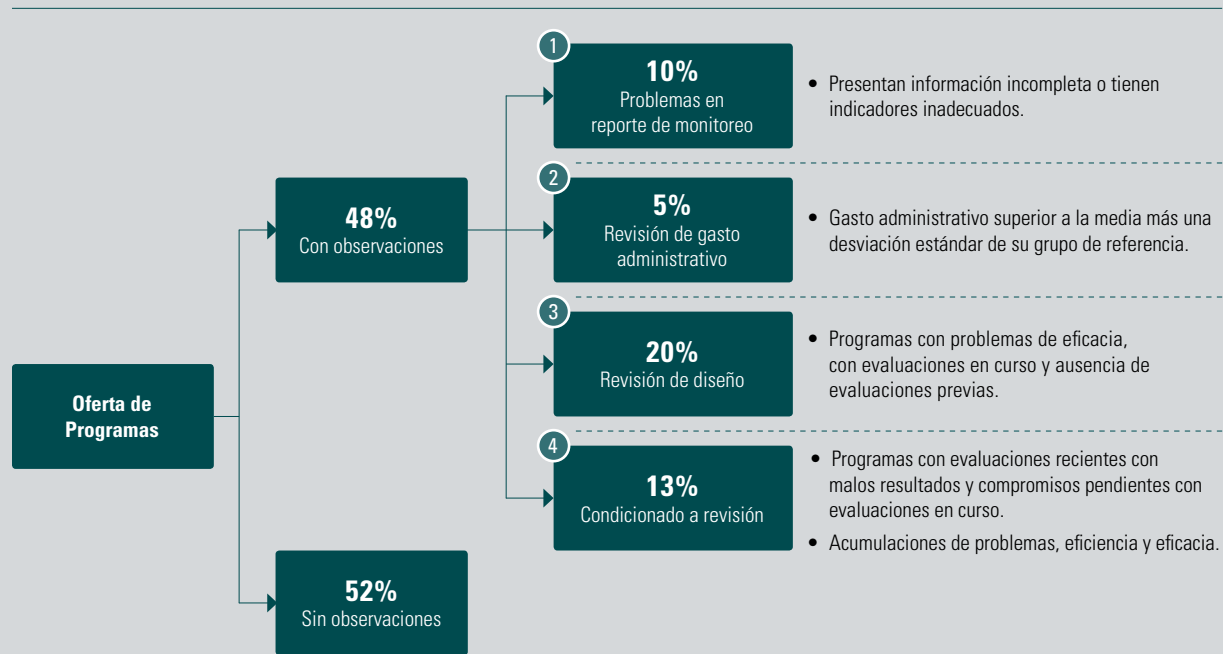 Oferta de
Programas
48%
Con observaciones
52%
Sin observaciones
1
10%
Problemas en
reporte de monitoreo
• Presentan información incompleta o tienen
indicadores inadecuados.
2
5%
Revisión de gasto
administrativo
• Gasto administrativo superior a la media más una
desviación estándar de su grupo de referencia.
3
20%
Revisión de diseño
• Programas con problemas de eficacia,
con evaluaciones en curso y ausencia de
evaluaciones previas.
4
13%
Condicionado a revisión
• Programas con evaluaciones recientes con
malos resultados y compromisos pendientes con
evaluaciones en curso.
• Acumulaciones de problemas, eficiencia y eficacia.